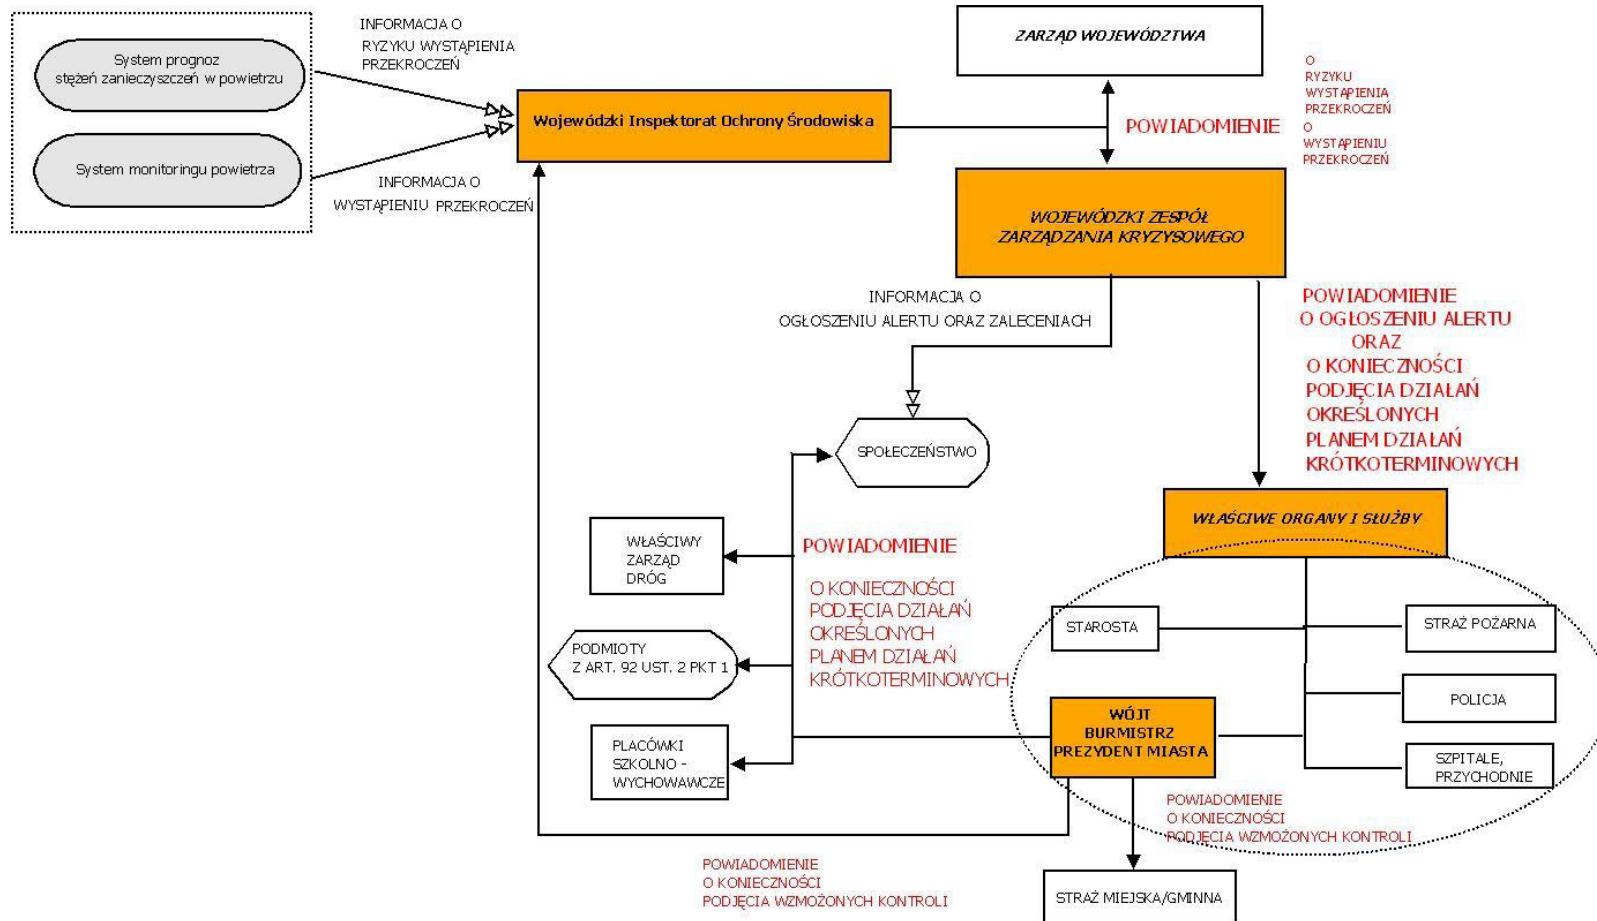 INFORMACJA O
RYZYKU WYSTĄPIENIA
PRZEKROCZEŃ
System prognoz
stężeń zanieczyszczeń w powietrzu
System monitoringu powietrza
INFORMACJA O
WYSTĄPIENIU PRZEKROCZEŃ
Wojewódzki Inspektorat Ochrony Środowiska
ZARZĄD WOJEWÓDZTWA
POWIADOMIENIE
O
RYZYKU
WYSTĄPIENIA
PRZEKROCZEŃ
O
WYSTĄPIENIU
PRZEKROCZEŃ
WOJEWÓDZKI ZESPÓŁ
ZARZĄDZANIA KRYZYSOWEGO
INFORMACJA O
OGŁOSZENIU ALERTU ORAZ ZALECENIACH
POWIADOMIENIE
O OGŁOSZENIU ALERTU
ORAZ
O KONIECZNOŚCI
PODJĘCIA DZIAŁAŃ
OKREŚLONYCH
PLANEM DZIAŁAŃ
KRÓTKOTERMINOWYCH
SPOŁECZEŃSTWO
WŁAŚCIWE ORGANY I SŁUŻBY
WŁAŚCIWY
ZARZĄD
DRÓG
POWIADOMIENIE
O KONIECZNOŚCI
PODJĘCIA DZIAŁAŃ
OKREŚLONYCH
PLANEM DZIAŁAŃ
KRÓTKOTERMINOWYCH
PODMIOTY
Z ART. 92 UST. 2 PKT 1
PLACÓWKI
SZKOLNO -
WYCHOWAWCZE
STAROSTA
STRAŻ POŻARNA
POLICJA
WÓJT
BURMISTRZ
PREZYDENT MIASTA
SZPITALE,
PRZYCHODNIE
POWIADOMIENIE
O KONIECZNOŚCI
PODJĘCIA WZMOŻONYCH KONTROLI
POWIADOMIENIE
O KONIECZNOŚCI
PODJĘCIA WZMOŻONYCH KONTROLI
STRAŻ MIEJSKA/GMINNA